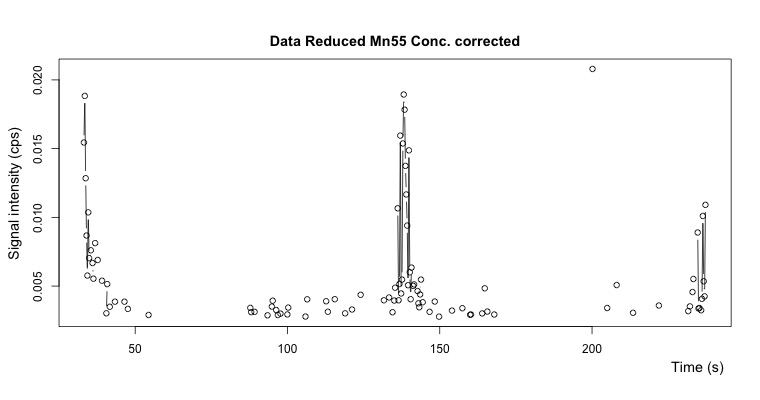 Data Reduced Mn55 Conc. corrected
Signal intensity (cps)
0.020
0.015
0.010
0.005
50 100 150 200
Time (s)